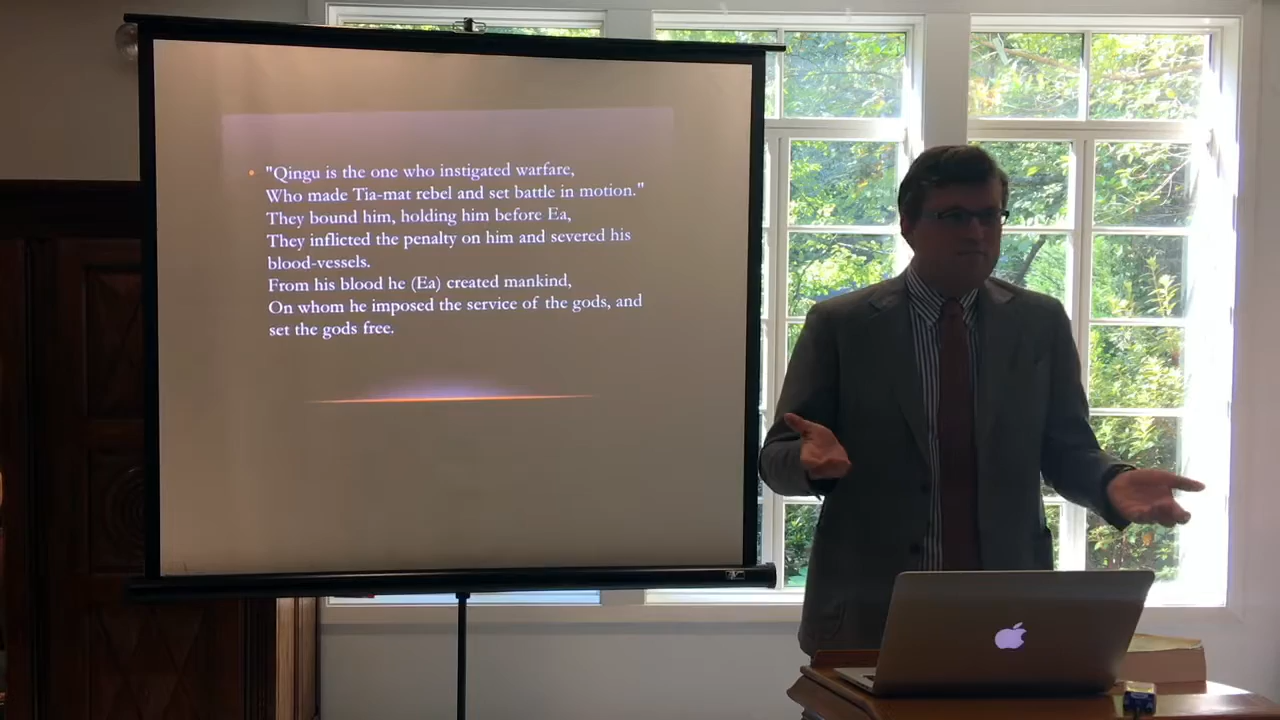 "Qingu is the one who instigated warfare,
Who made Tia-mat rebel and set battle in motion."
They bound him, holding him before Ea,
They inflicted the penalty on him and severed his
blood-vessels.
From his blood he (Ea) created mankind,
On whom he imposed the service of the gods, and
set the gods free.